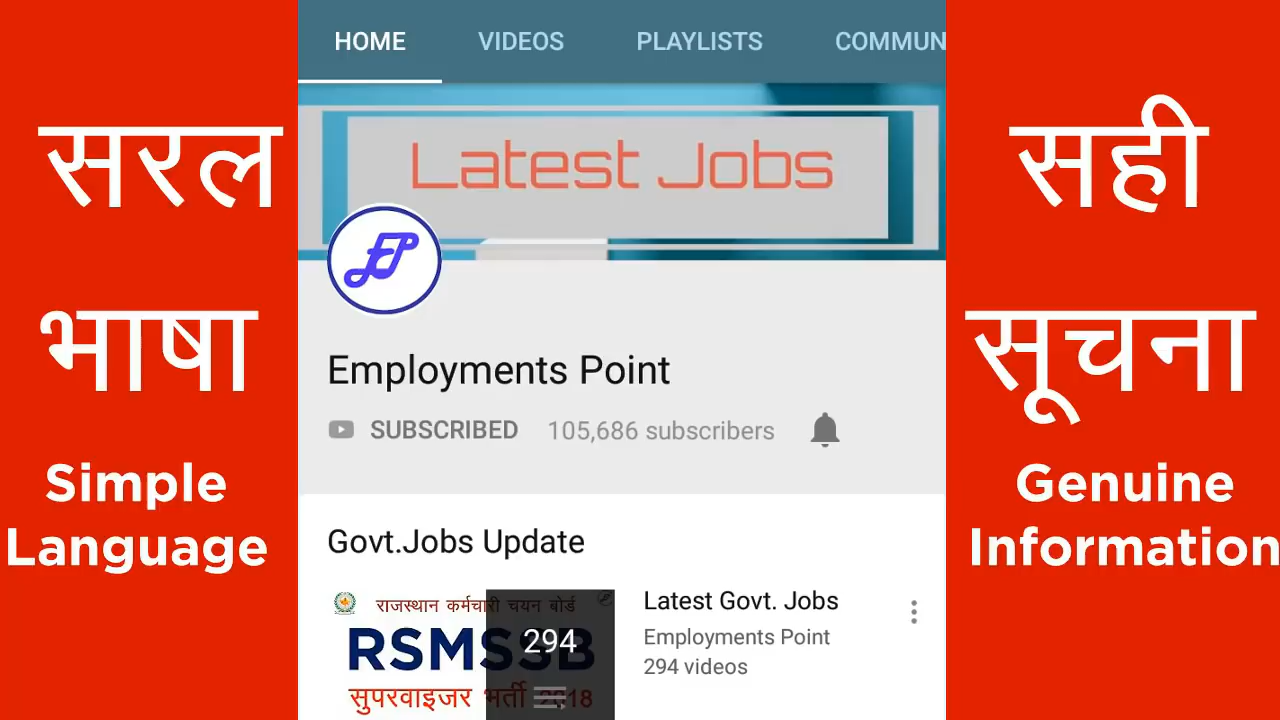 सरल
भाषा
Simple
Language
HOME VIDEOS PLAYLISTS COMMUN
Latest Jobs
EP
Employments Point
SUBSCRIBED 105,686 subscribers
Govt.Jobs Update
राजस्थान कर्मचारी चयन बोर्ड
RSMSSB
सुपरवाइजर भर्ती 2018
294
Latest Govt. Jobs
Employments Point
294 videos
सही
सूचना
Genuine
Information